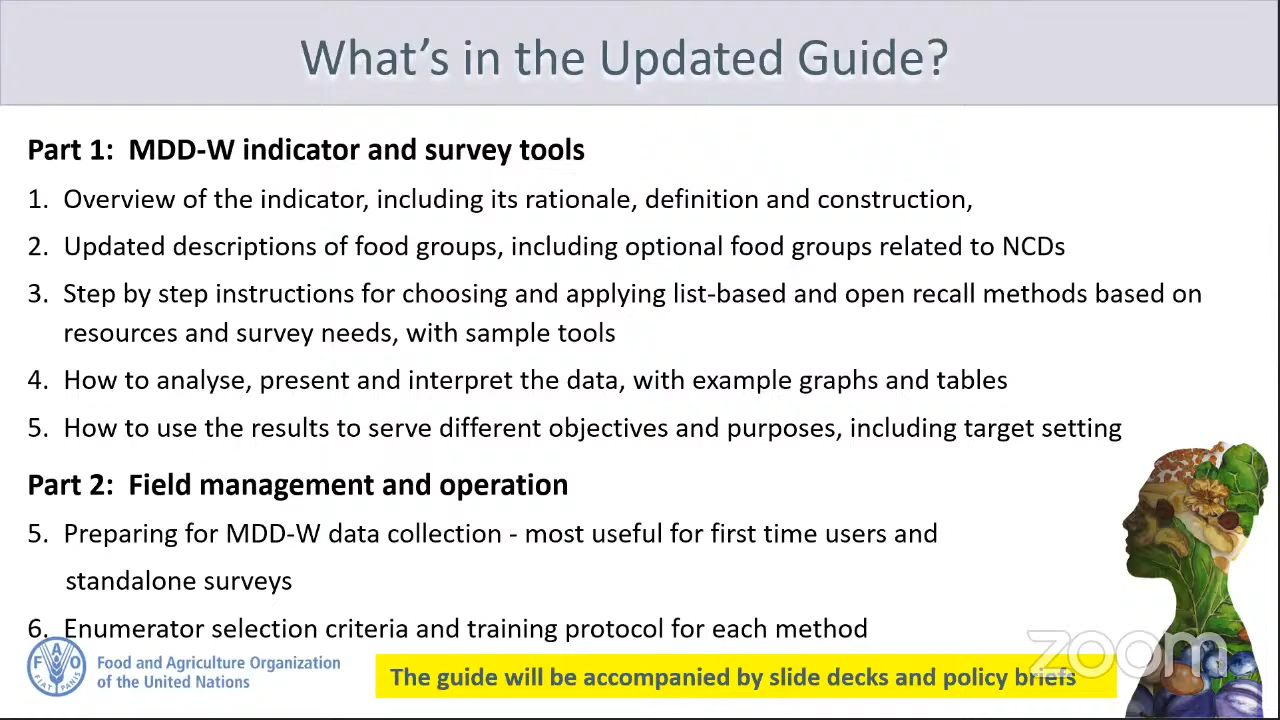 What's in the Updated Guide?
Part 1: MDD-W indicator and survey tools
1. Overview of the indicator, including its rationale, definition and construction,
2. Updated descriptions of food groups, including optional food groups related to NCDs
3. Step by step instructions for choosing and applying list-based and open recall methods based on
resources and survey needs, with sample tools
4. How to analyse, present and interpret the data, with example graphs and tables
5. How to use the results to serve different objectives and purposes, including target setting
Part 2: Field management and operation
5. Preparing for MDD-W data collection - most useful for first time users and
standalone surveys
6. Enumerator selection criteria and training protocol for each method
FAO
FIAT PANIS
Food and Agriculture Organization
of the United Nations
The guide will be accompanied by slide decks and policy briefs
zoom